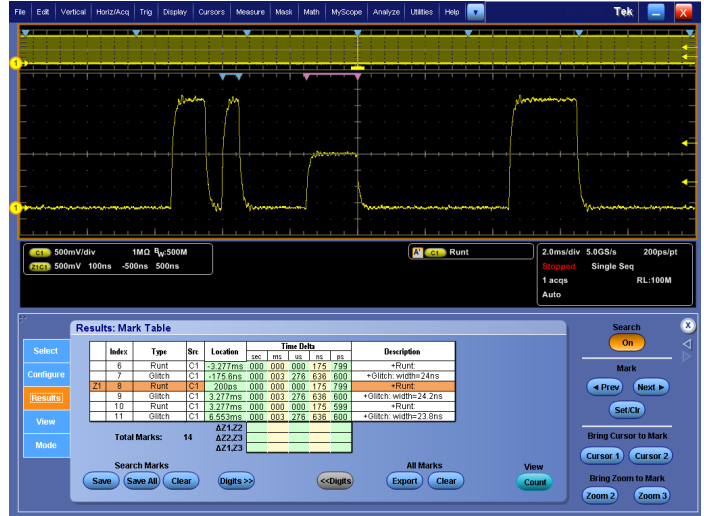 File Edit Vertical Horiz/Acq Trig Display Cursors Measure Mask Math MyScope Analyze Utilities Help Tek X
1
1
C1 500mV/div 1MΩ BW:500M
Z1C1 500mV 100ns -500ns 500ns
A' C1 Runt
2.0ms/div 5.0GS/s 200ps/pt
Stopped Single Seq
1 acqs RL:100M
Auto
Results: Mark Table
Select
Configure
Results
View
Mode
Index Type Src Location Time Delta Description
sec ms us ns ps
6 Runt C1 -3.277ms 000 000 000 175 799 +Runt:
7 Glitch C1 -175.6ns 000 003 276 636 600 +Glitch: width=24ns
Z1 8 Runt C1 200ps 000 000 000 175 799 +Runt:
9 Glitch C1 3.277ms 000 003 276 636 600 +Glitch: width=24.2ns
10 Runt C1 3.277ms 000 000 000 175 599 +Runt:
11 Glitch C1 6.553ms 000 003 276 636 600 +Glitch: width=23.8ns
Total Marks: 14
ΔZ1,Z2
ΔZ2,Z3
ΔZ1,Z3
Search Marks
Save Save All Clear Digits >> <<Digits
All Marks
Export Clear
View
Count
Search
On
X
Mark
Prev Next
Set/Clr
Bring Cursor to Mark
Cursor 1 Cursor 2
Bring Zoom to Mark
Zoom 2 Zoom 3